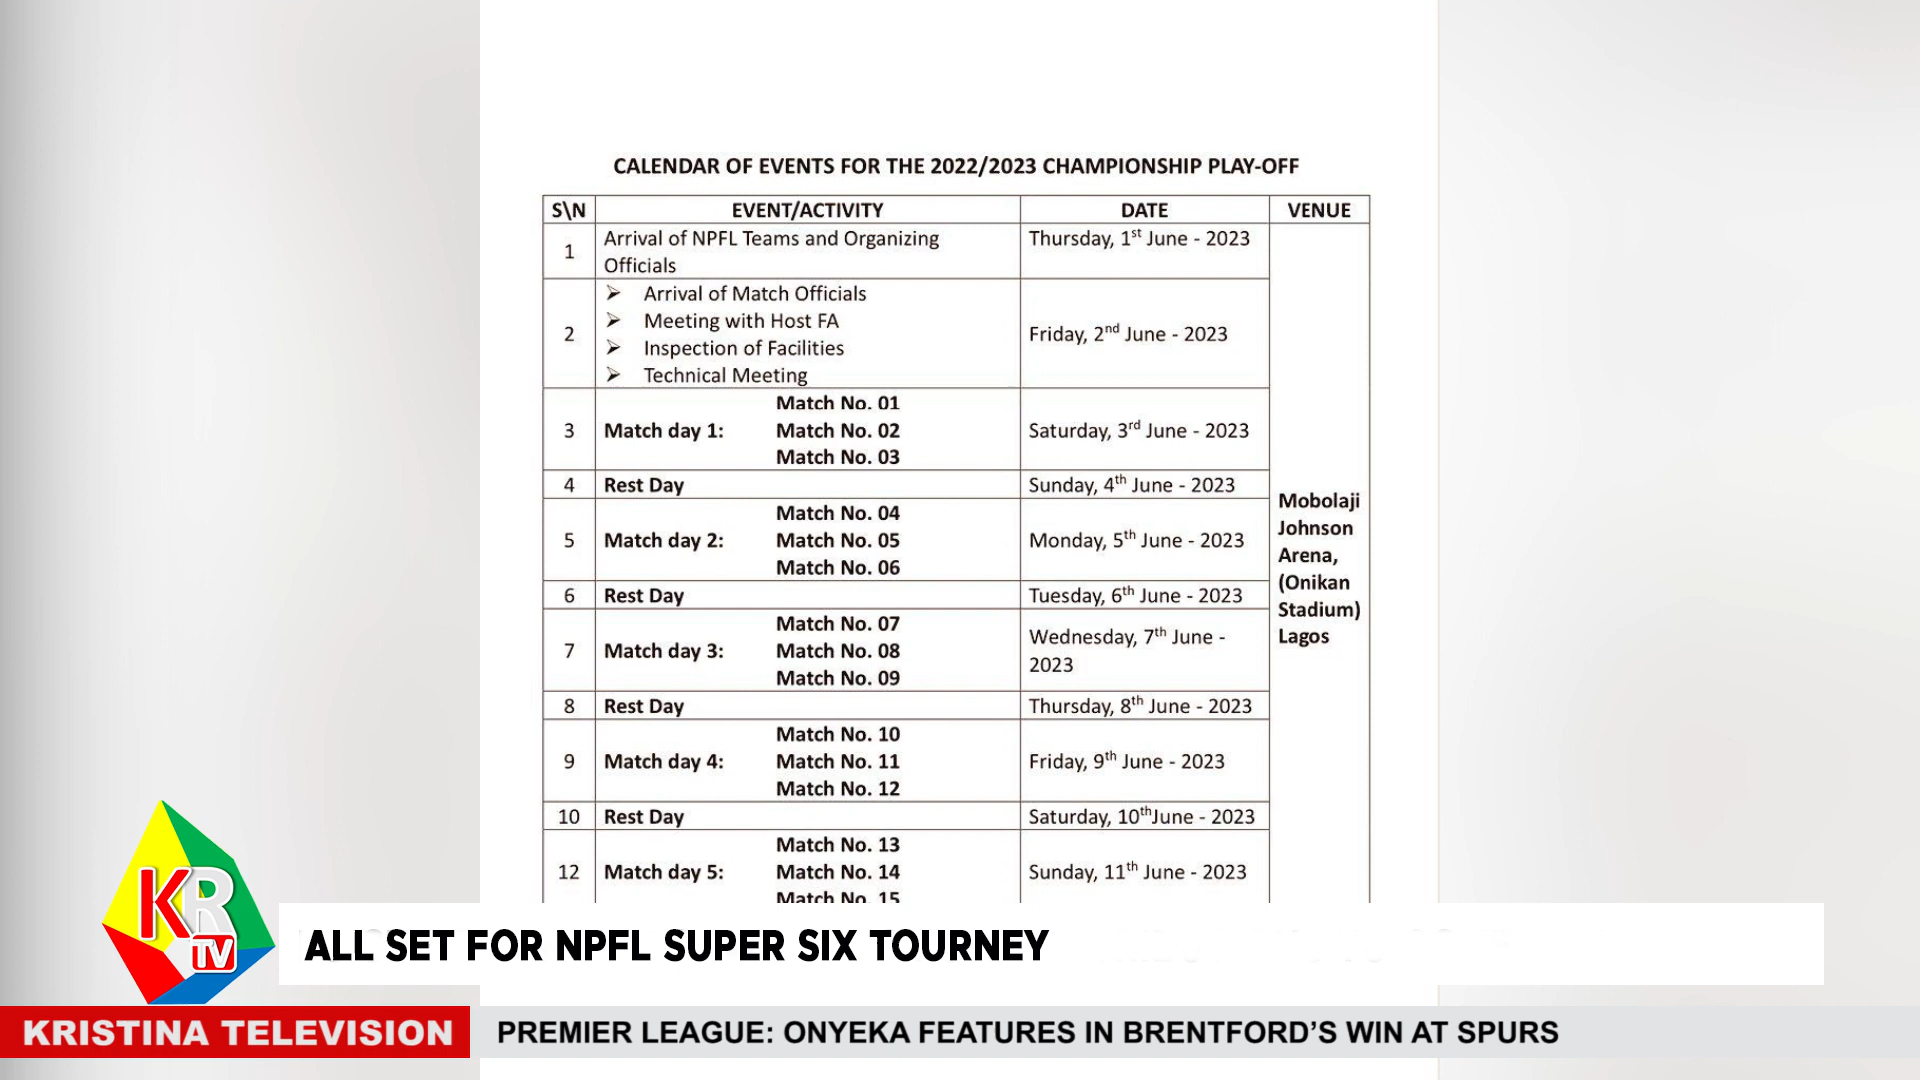 CALENDAR OF EVENTS FOR THE 2022/2023 CHAMPIONSHIP PLAY-OFF
S\N EVENT/ACTIVITY DATE VENUE
1 Arrival of NPFL Teams and Organizing Thursday, 1st June - 2023
Officials
➢ Arrival of Match Officials
➢ Meeting with Host FA
2 Friday, 2nd June - 2023
➢ Inspection of Facilities
➢ Technical Meeting
Match No. 01
3 Match day 1: Match No. 02 Saturday, 3rd June - 2023
Match No. 03
4 Rest Day Sunday, 4th June - 2023
Match No. 04
5 Match day 2: Match No. 05 Monday, 5th June - 2023
Match No. 06
6 Rest Day Tuesday, 6th June - 2023
Match No. 07
7 Match day 3: Match No. 08 Wednesday, 7th June -
2023
Match No. 09
8 Rest Day Thursday, 8th June - 2023
Match No. 10
9 Match day 4: Match No. 11 Friday, 9th June - 2023
Match No. 12
10 Rest Day Saturday, 10thJune - 2023
Match No. 13
12 Match day 5: Match No. 14 Sunday, 11th June - 2023
Match No. 15
Mobolaji
Johnson
Arena,
(Onikan
Stadium)
Lagos
KR
TV
ALL SET FOR NPFL SUPER SIX TOURNEY
KRISTINA TELEVISION
PREMIER LEAGUE: ONYEKA FEATURES IN BRENTFORD'S WIN AT SPURS